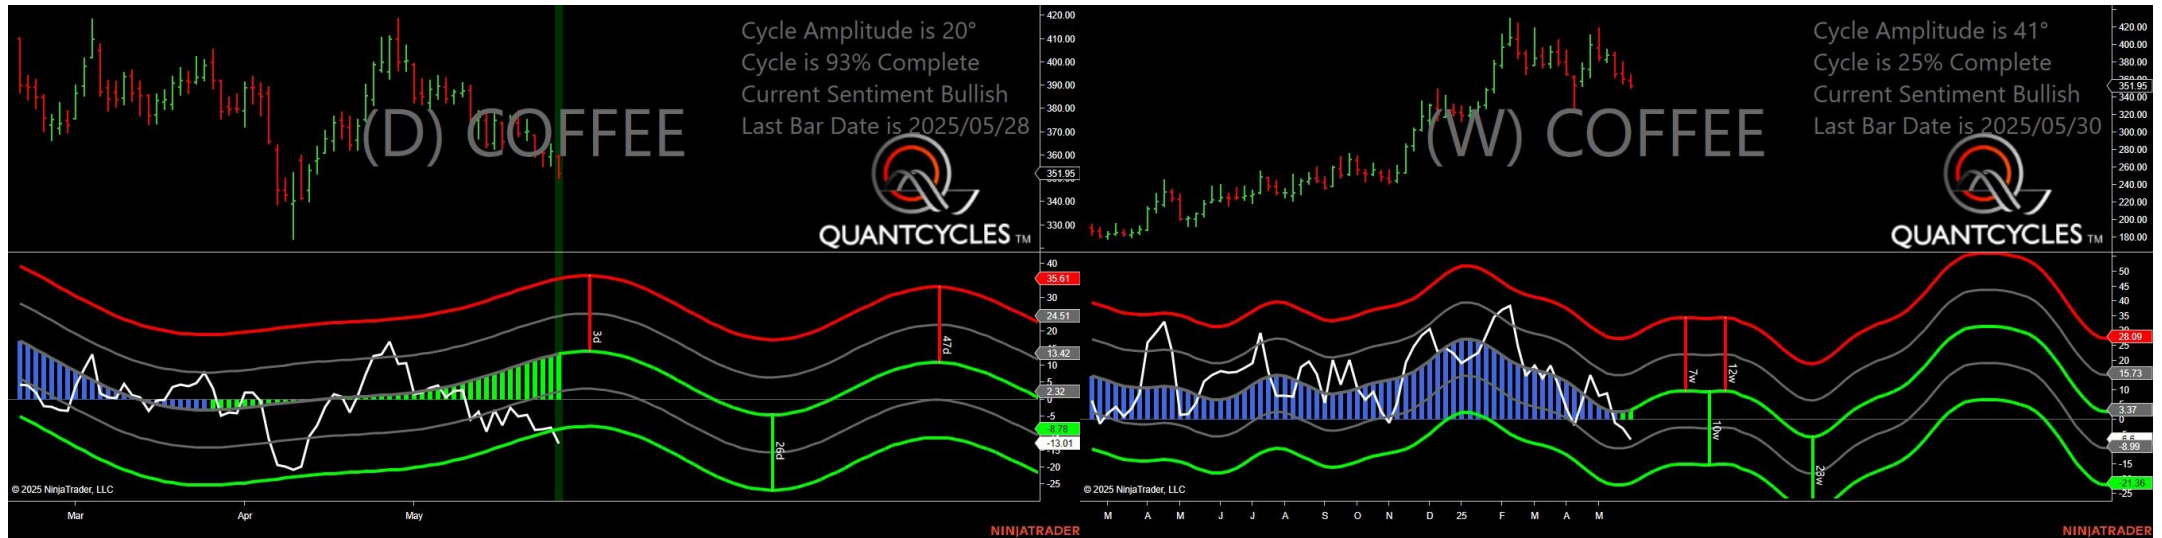 Cycle Amplitude is 20°
Cycle is 93% Complete
Current Sentiment Bullish
Last Bar Date is 2025/05/28
(D) COFFEE
QUANTCYCLES TM
420.00
410.00
400.00
390.00
380.00
370.00
360.00
351.95
340.00
330.00
40
35.61
30
24.51
20
13.42
10
5
2.32
0
-5
-8.78
-13.01
-15
-20
-25
3d
26d
47d
© 2025 NinjaTrader, LLC
Mar
Apr
May
NINJATRADER
Cycle Amplitude is 41°
Cycle is 25% Complete
Current Sentiment Bullish
Last Bar Date is 2025/05/30
(W) COFFEE
QUANTCYCLES TM
420.00
400.00
380.00
351.95
340.00
320.00
300.00
280.00
260.00
240.00
220.00
200.00
180.00
50
45
40
35
28.09
25
20
15.73
10
3.37
0
-8.99
-15
-21.36
-25
7w
12w
10w
23w
© 2025 NinjaTrader, LLC
M
A
M
J
J
A
S
O
N
D
25
F
M
A
M
NINJATRADER